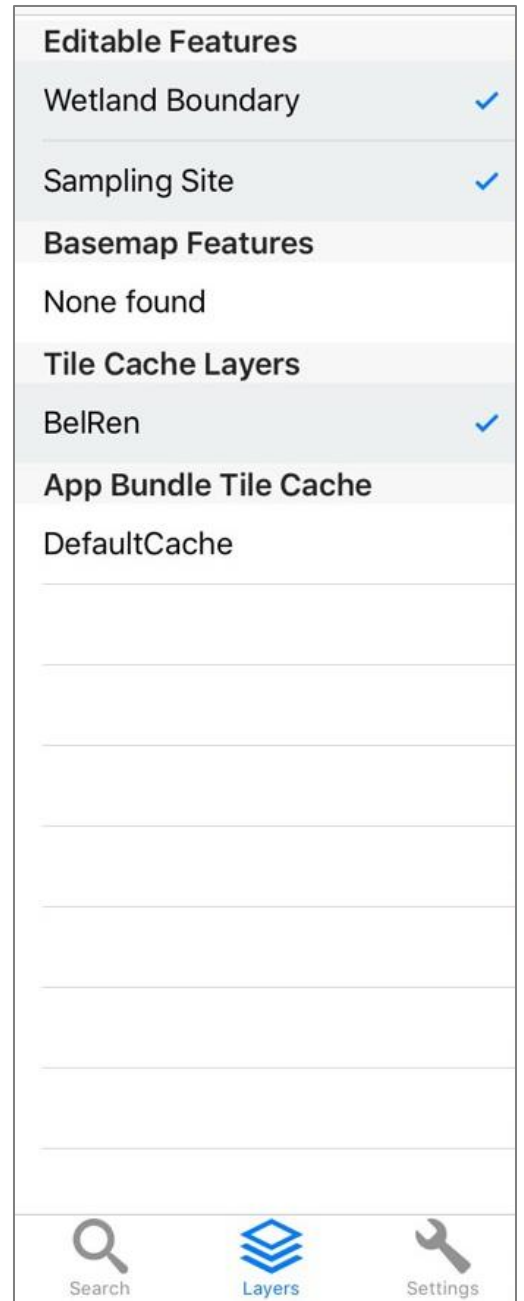 Editable Features
Wetland Boundary
Sampling Site
Basemap Features
None found
Tile Cache Layers
BelRen
App Bundle Tile Cache
DefaultCache
Search Layers Settings